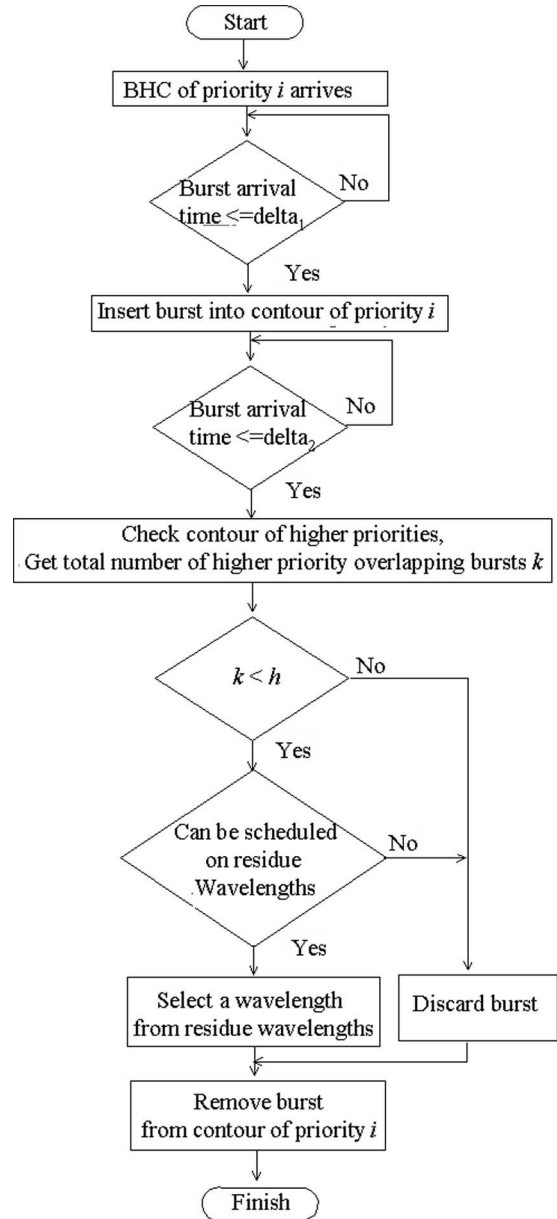 Start
BHC of priority i arrives
No
Burst arrival
time <=delta₁
Yes
Insert burst into contour of priority i
No
Burst arrival
time <=delta₂
Yes
Check contour of higher priorities,
Get total number of higher priority overlapping bursts k
No
k < h
Yes
Can be scheduled
on residue
Wavelengths
No
Yes
Select a wavelength
from residue wavelengths
Discard burst
Remove burst
from contour of priority i
Finish